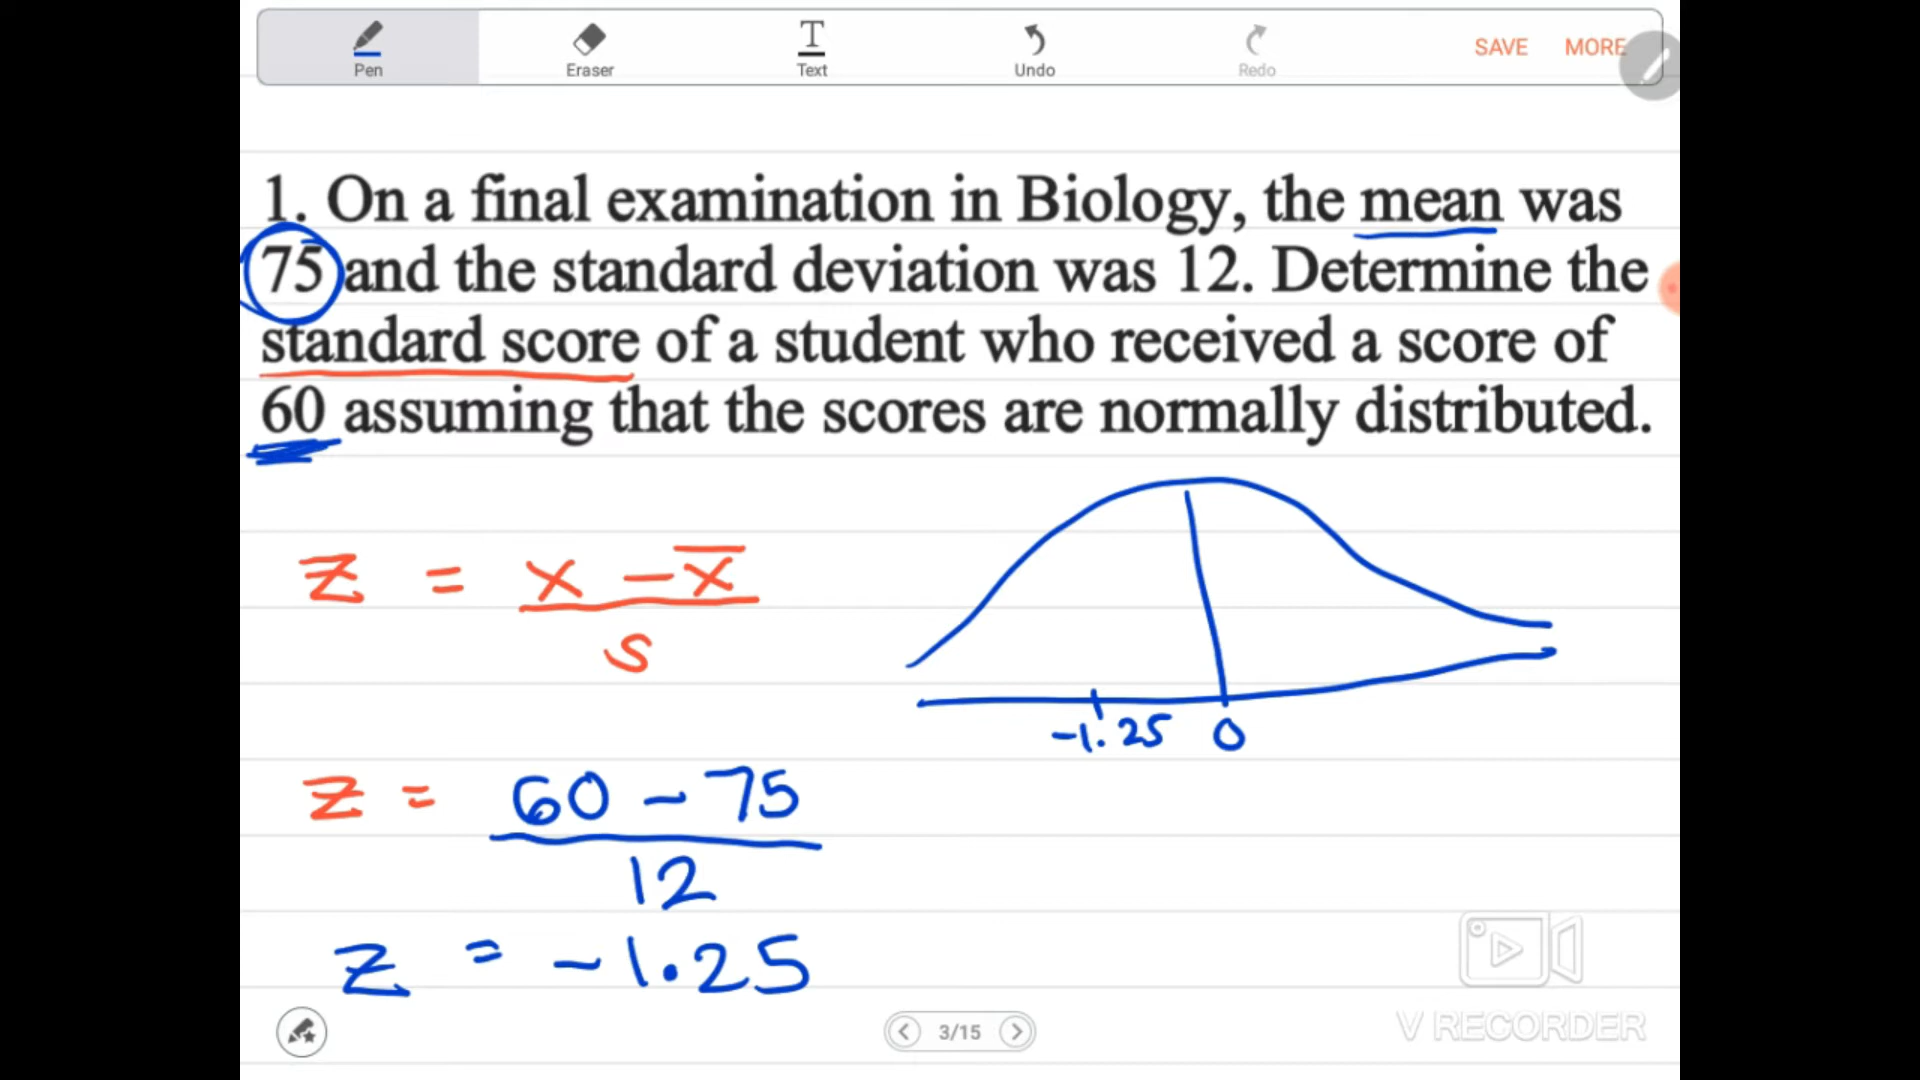 Pen Eraser Text Undo Redo SAVE MORE
1. On a final examination in Biology, the mean was
75 and the standard deviation was 12. Determine the
standard score of a student who received a score of
60 assuming that the scores are normally distributed.
z = x - x̄
s
-1.25 0
z = 60 - 75
12
z = -1.25
3/15
V RECORDER